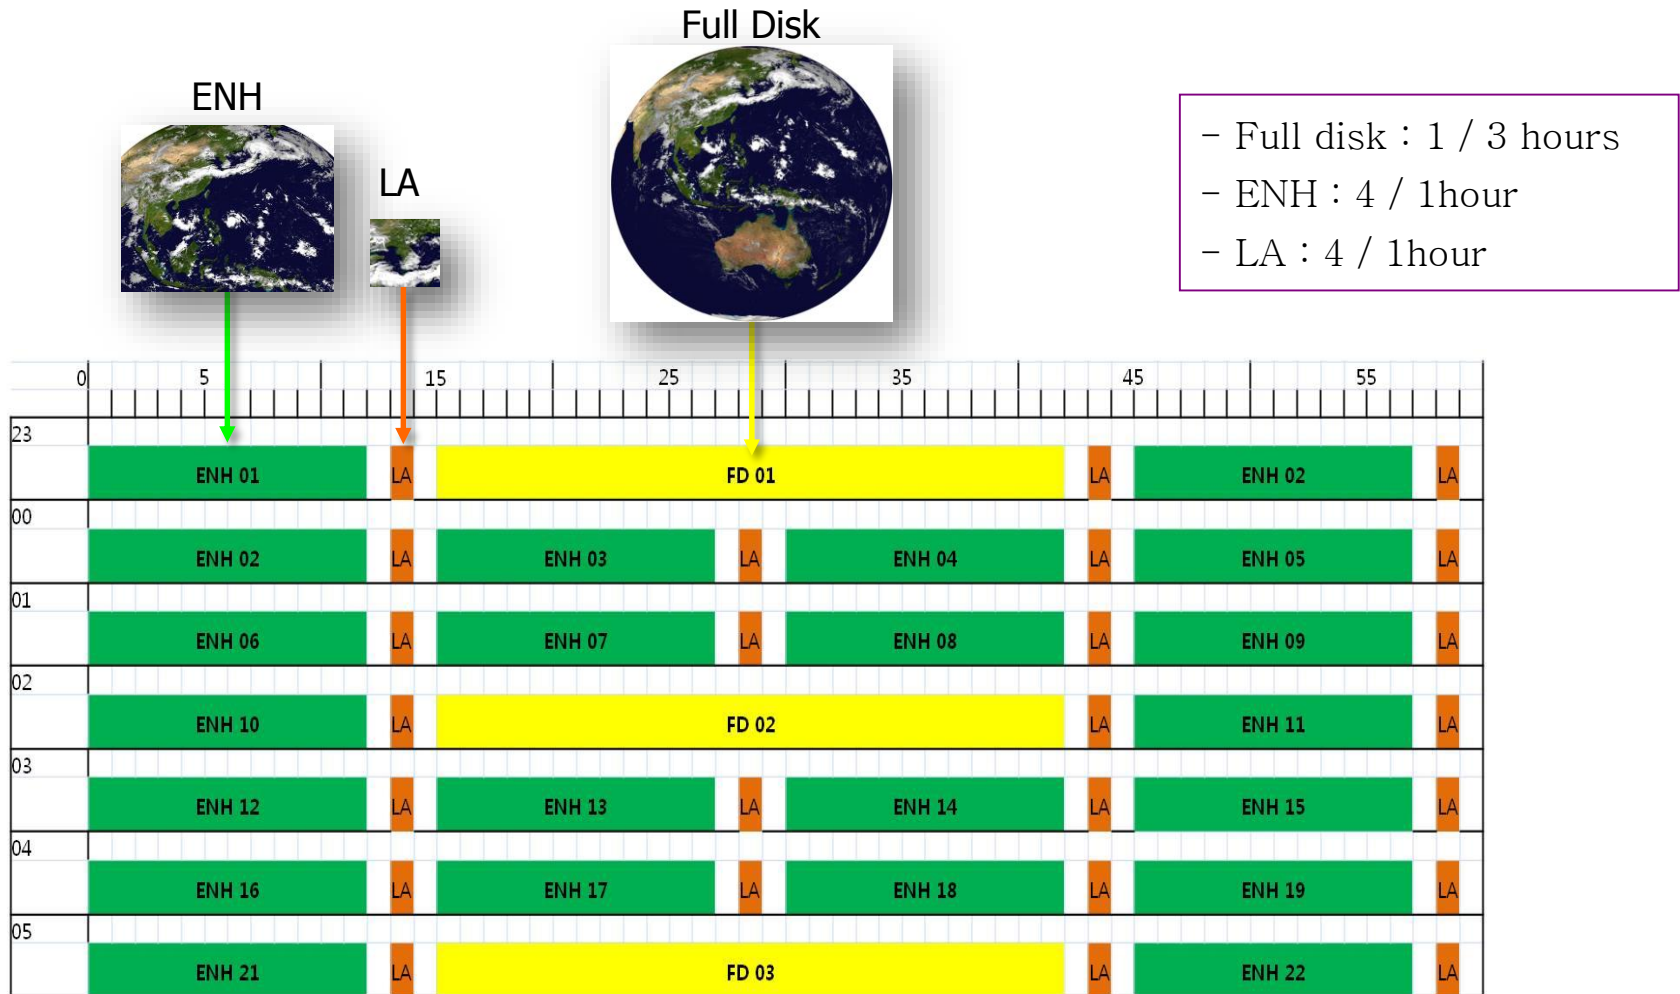 Full Disk
ENH
LA
- Full disk : 1 / 3 hours
- ENH : 4 / 1hour
- LA : 4 / 1hour
0 5 15 25 35 45 55
23
ENH 01 LA FD 01 LA ENH 02 LA
00
ENH 02 LA ENH 03 LA ENH 04 LA ENH 05 LA
01
ENH 06 LA ENH 07 LA ENH 08 LA ENH 09 LA
02
ENH 10 LA FD 02 LA ENH 11 LA
03
ENH 12 LA ENH 13 LA ENH 14 LA ENH 15 LA
04
ENH 16 LA ENH 17 LA ENH 18 LA ENH 19 LA
05
ENH 21 LA FD 03 LA ENH 22 LA